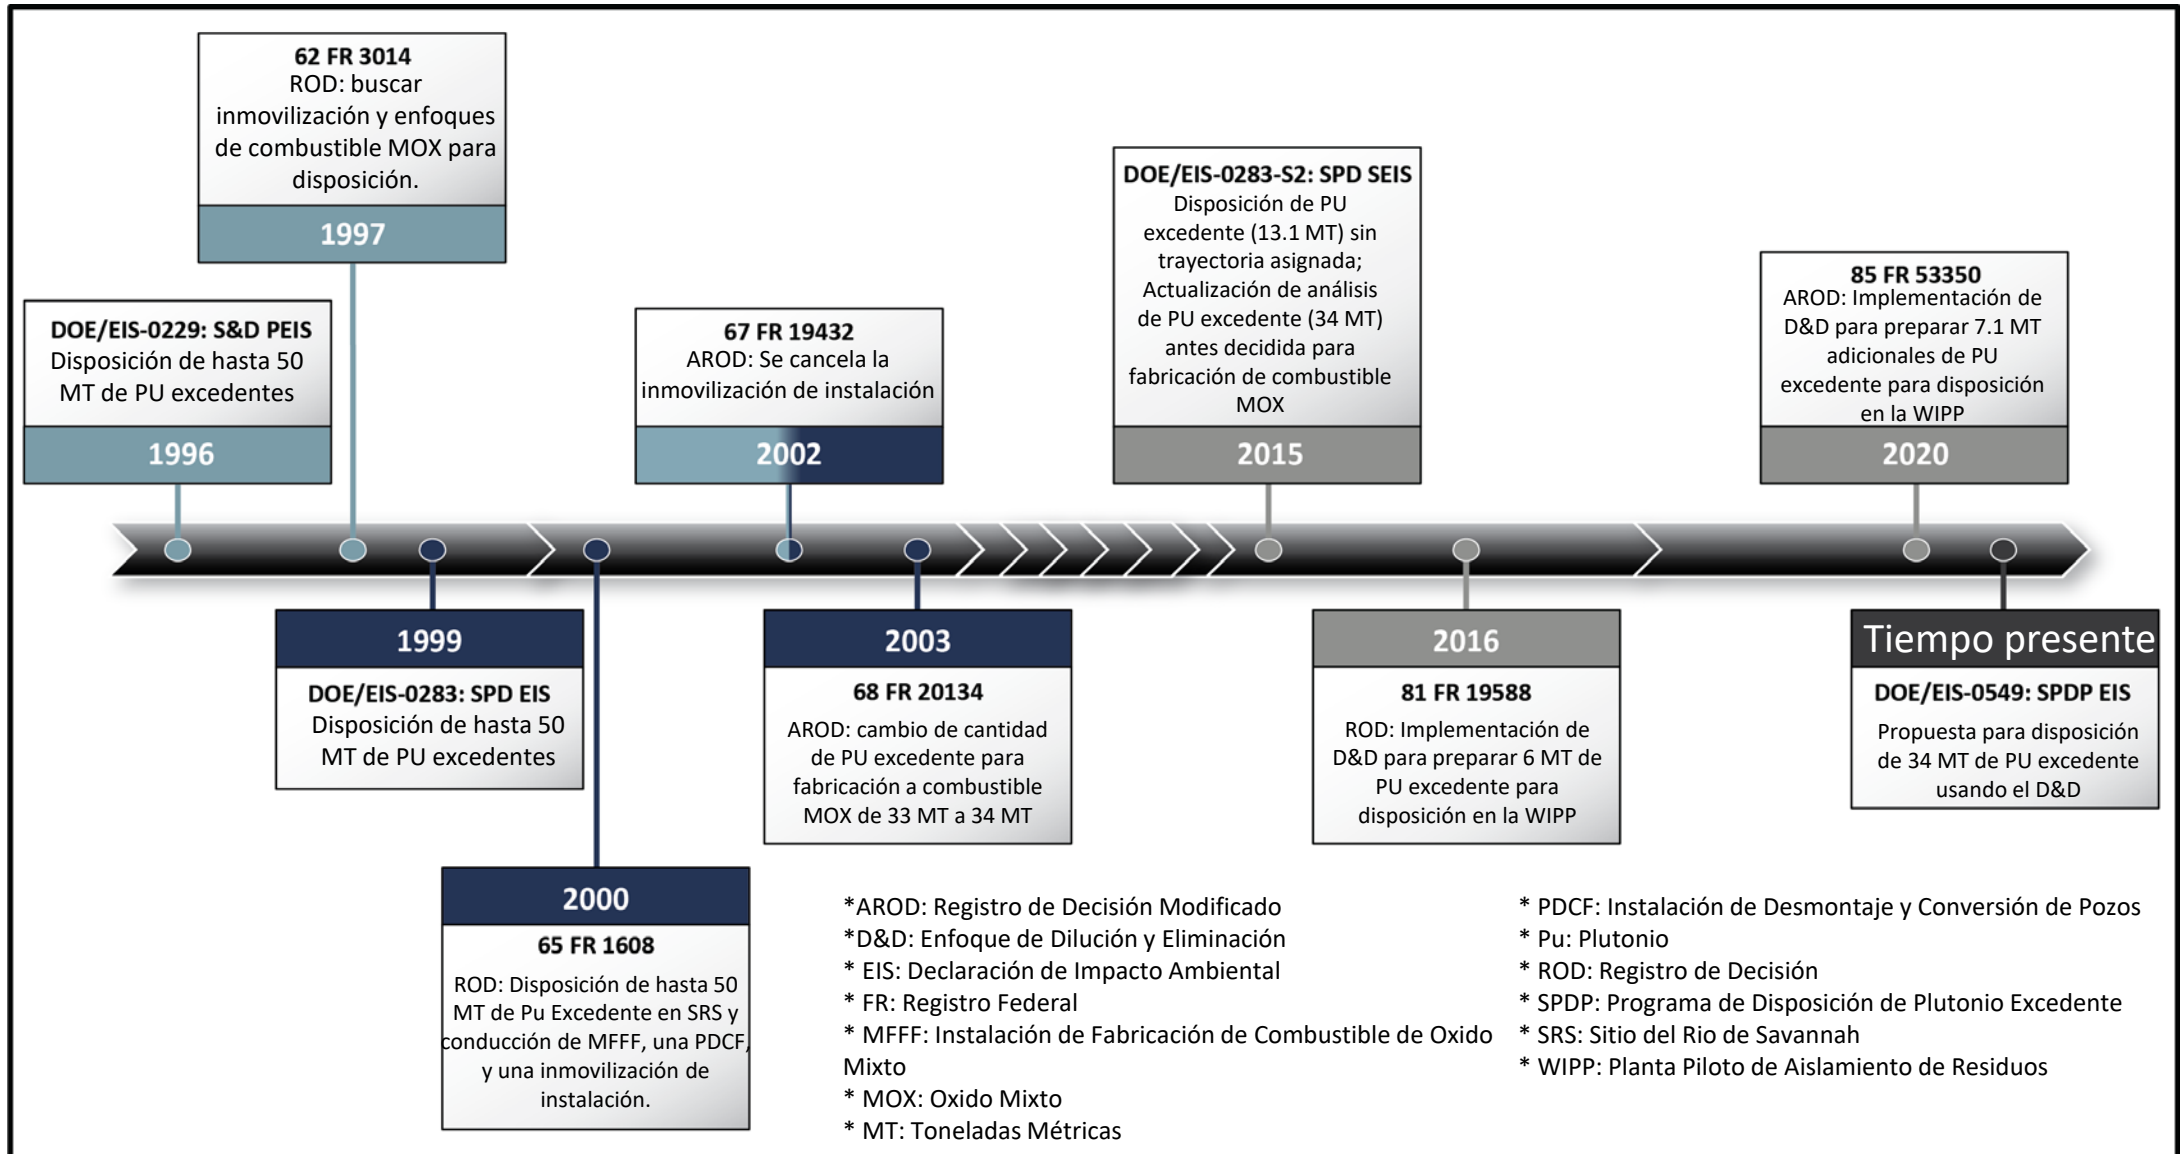 62 FR 3014
ROD: buscar
inmovilización y enfoques
de combustible MOX para
disposición.
1997
DOE/EIS-0229: S&D PEIS
Disposición de hasta 50
MT de PU excedentes
1996
67 FR 19432
AROD: Se cancela la
inmovilización de instalación
2002
DOE/EIS-0283-S2: SPD SEIS
Disposición de PU
excedente (13.1 MT) sin
trayectoria asignada;
Actualización de análisis
de PU excedente (34 MT)
antes decidida para
fabricación de combustible
MOX
2015
85 FR 53350
AROD: Implementación de
D&D para preparar 7.1 MT
adicionales de PU
excedente para disposición
en la WIPP
2020
1999
DOE/EIS-0283: SPD EIS
Disposición de hasta 50
MT de PU excedentes
2000
65 FR 1608
ROD: Disposición de hasta 50
MT de Pu Excedente en SRS y
conducción de MFFF, una PDCF,
y una inmovilización de
instalación.
2003
68 FR 20134
AROD: cambio de cantidad
de PU excedente para
fabricación a combustible
MOX de 33 MT a 34 MT
2016
81 FR 19588
ROD: Implementación de
D&D para preparar 6 MT de
PU excedente para
disposición en la WIPP
Tiempo presente
DOE/EIS-0549: SPDP EIS
Propuesta para disposición
de 34 MT de PU excedente
usando el D&D
*AROD: Registro de Decisión Modificado
*D&D: Enfoque de Dilución y Eliminación
* EIS: Declaración de Impacto Ambiental
* FR: Registro Federal
* MFFF: Instalación de Fabricación de Combustible de Oxido
Mixto
* MOX: Oxido Mixto
* MT: Toneladas Métricas
* PDCF: Instalación de Desmontaje y Conversión de Pozos
* Pu: Plutonio
* ROD: Registro de Decisión
* SPDP: Programa de Disposición de Plutonio Excedente
* SRS: Sitio del Rio de Savannah
* WIPP: Planta Piloto de Aislamiento de Residuos